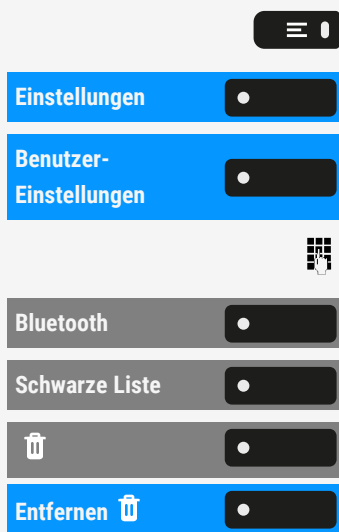 Einstellungen
Benutzer-
Einstellungen
Bluetooth
Schwarze Liste
Entfernen